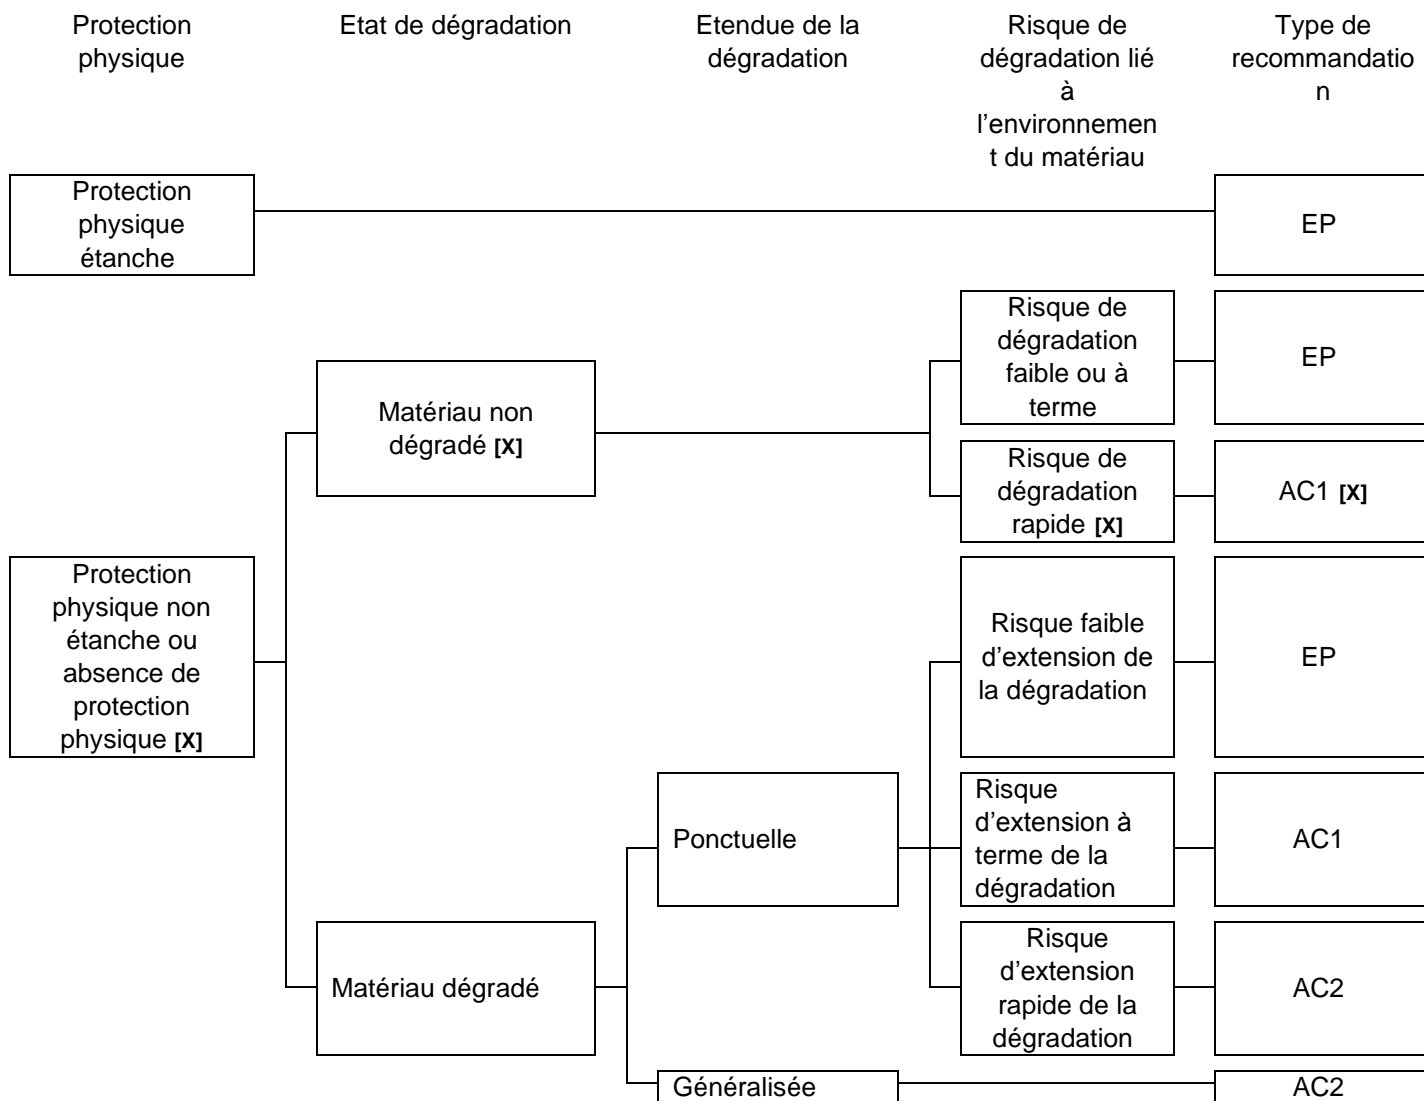 Protection
physique
Etat de dégradation
Etendue de la
dégradation
Risque de
dégradation lié
à
l'environnemen
t du matériau
Type de
recommandatio
n
Protection
physique
étanche
EP
Risque de
dégradation
faible ou à
terme
EP
Matériau non
dégradé [X]
Risque de
dégradation
rapide [X]
AC1 [X]
Protection
physique non
étanche ou
absence de
protection
physique [X]
Risque faible
d'extension de
la dégradation
EP
Ponctuelle
Risque
d'extension à
terme de la
dégradation
AC1
Matériau dégradé
Risque
d'extension
rapide de la
dégradation
AC2
Généralisée
AC2